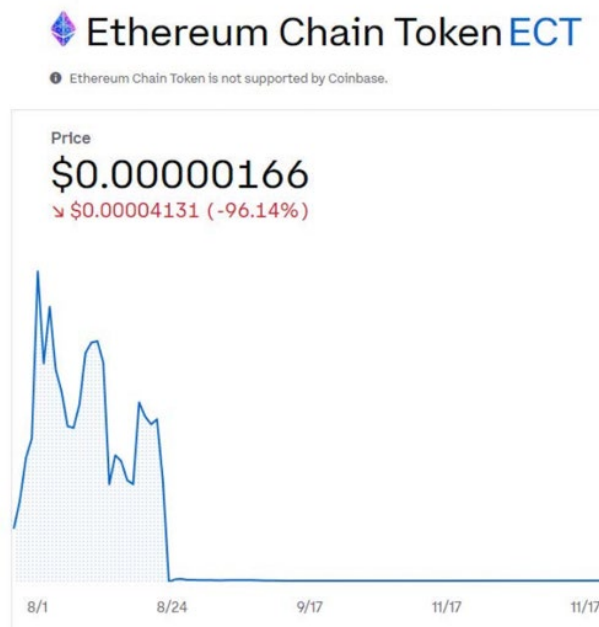 Ethereum Chain Token ECT
Ethereum Chain Token is not supported by Coinbase.
Price
$0.00000166
↘ $0.00004131 (-96.14%)
8/1 8/24 9/17 11/17 11/17